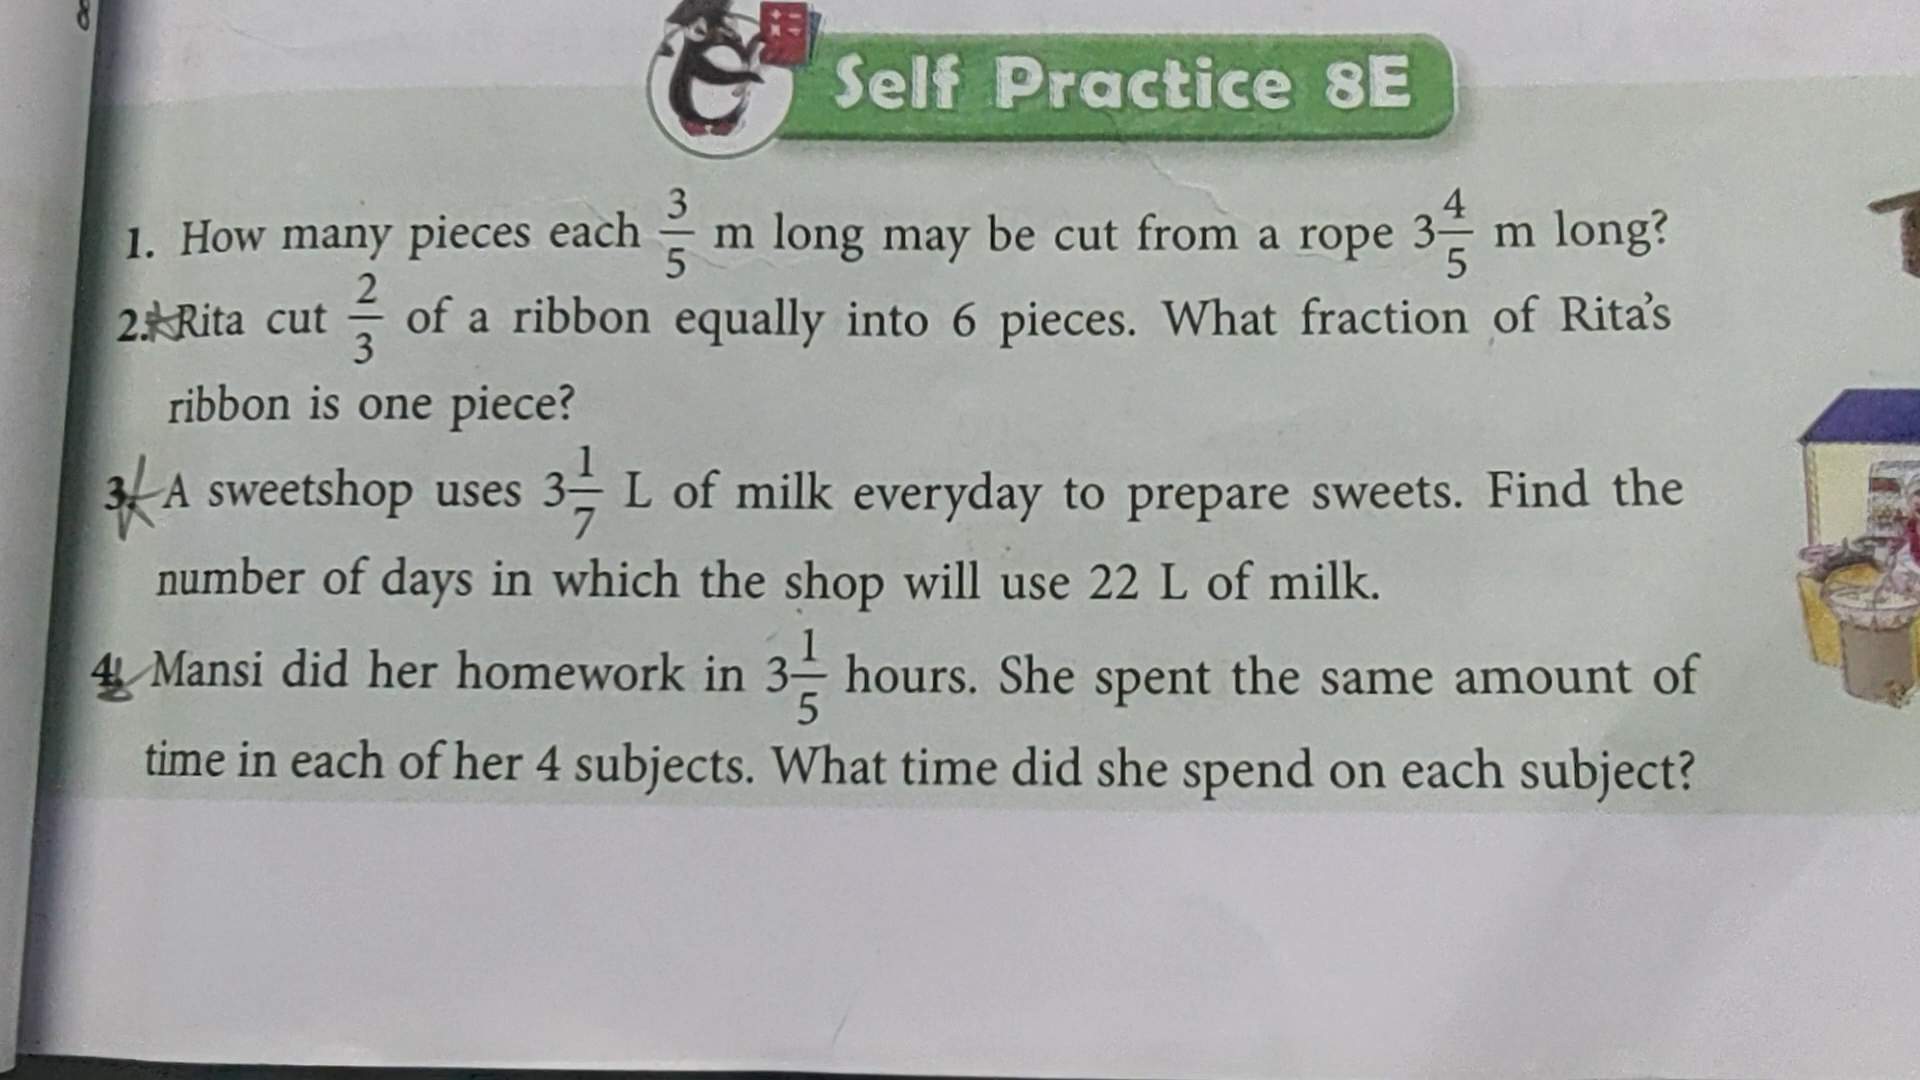 Self Practice 8E
1. How many pieces each 3/5 m long may be cut from a rope 3 4/5 m long?
2. Rita cut 2/3 of a ribbon equally into 6 pieces. What fraction of Rita's
ribbon is one piece?
3. A sweetshop uses 3 1/7 L of milk everyday to prepare sweets. Find the
number of days in which the shop will use 22 L of milk.
4. Mansi did her homework in 3 1/5 hours. She spent the same amount of
time in each of her 4 subjects. What time did she spend on each subject?